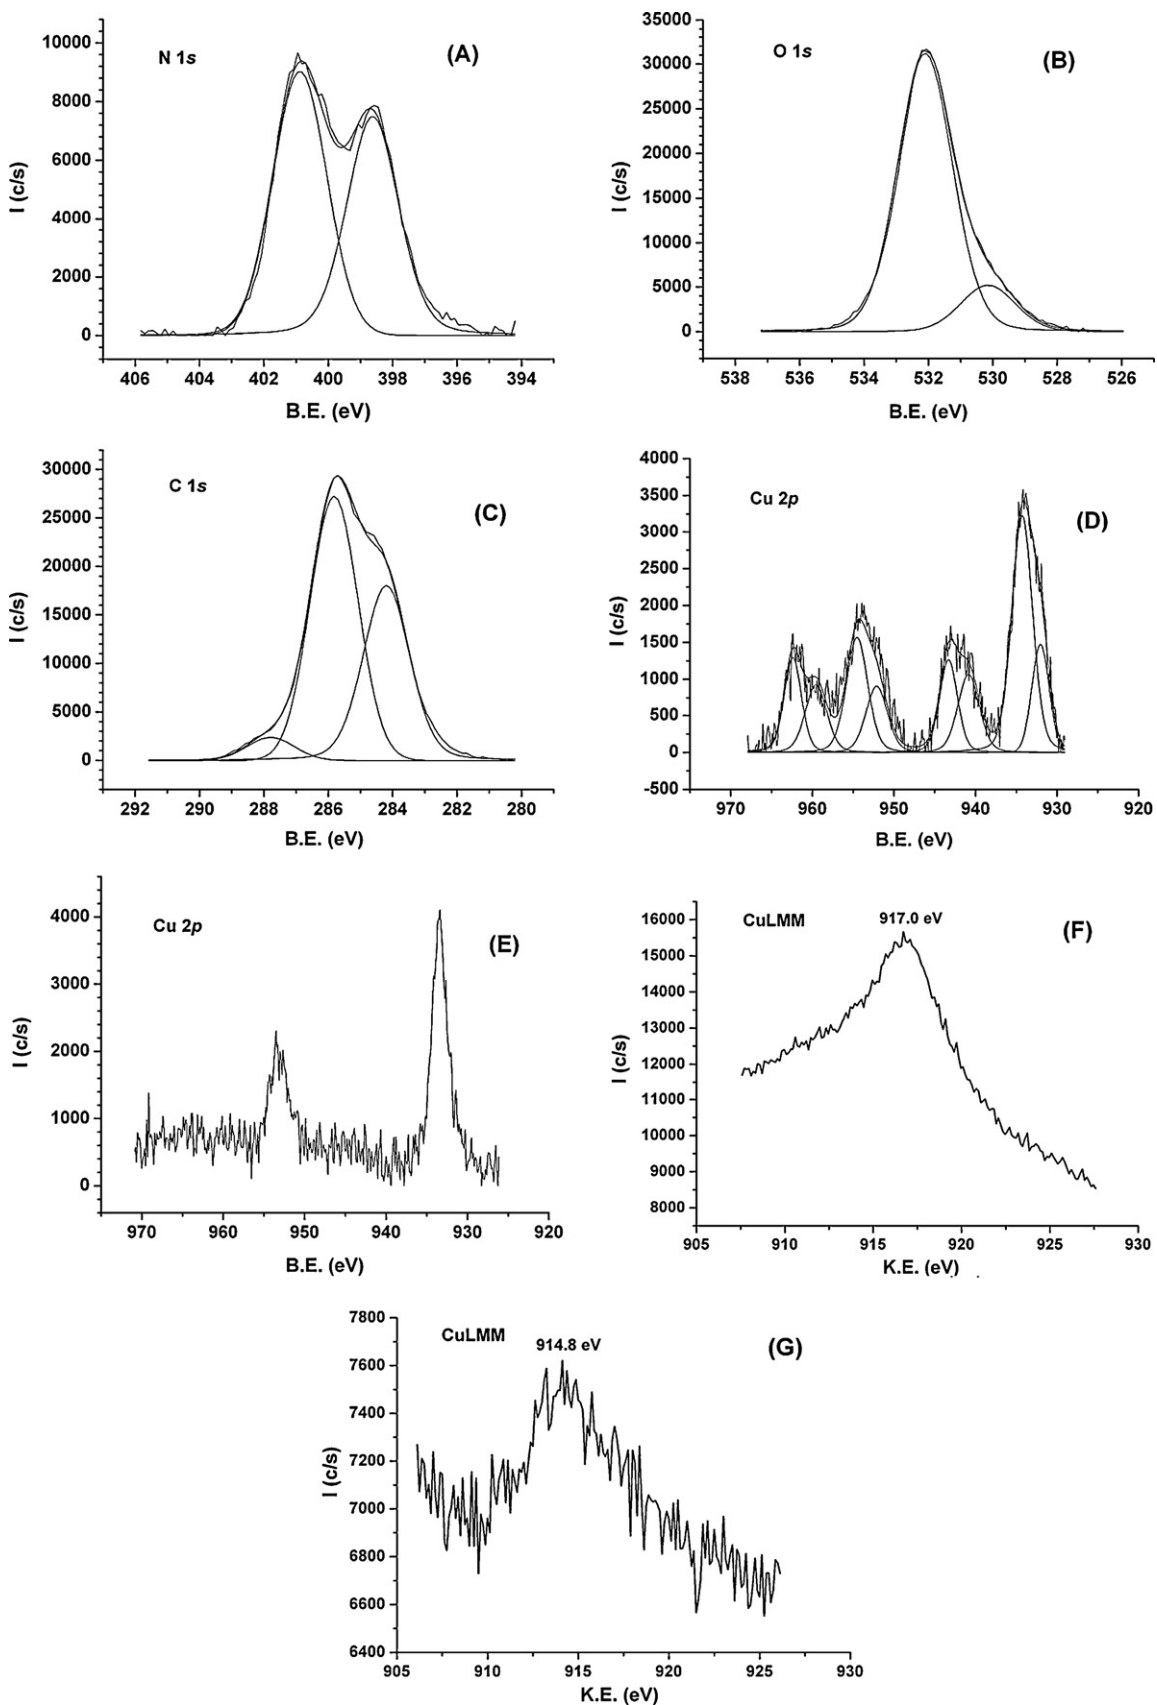 N 1s
(A)
10000
8000
6000
4000
2000
0
I (c/s)
406 404 402 400 398 396 394
B.E. (eV)
O 1s
(B)
35000
30000
25000
20000
15000
10000
5000
0
I (c/s)
538 536 534 532 530 528 526
B.E. (eV)
C 1s
(C)
30000
25000
20000
15000
10000
5000
0
I (c/s)
292 290 288 286 284 282 280
B.E. (eV)
Cu 2p
(D)
4000
3500
3000
2500
2000
1500
1000
500
0
-500
I (c/s)
970 960 950 940 930 920
B.E. (eV)
Cu 2p
(E)
4000
3000
2000
1000
0
I (c/s)
970 960 950 940 930 920
B.E. (eV)
CuLMM
917.0 eV
(F)
16000
15000
14000
13000
12000
11000
10000
9000
8000
I (c/s)
905 910 915 920 925 930
K.E. (eV)
CuLMM
914.8 eV
(G)
7800
7600
7400
7200
7000
6800
6600
6400
I (c/s)
905 910 915 920 925 930
K.E. (eV)